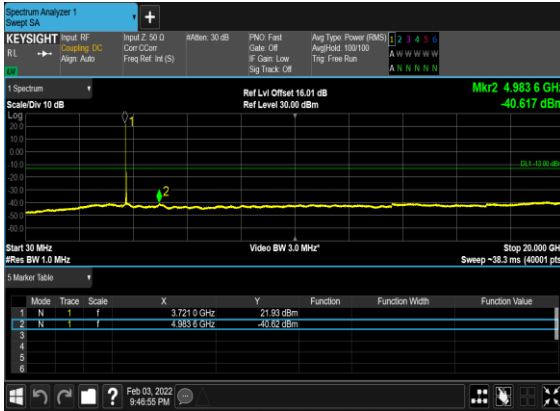 Spectrum Analyzer 1
Swept SA
+
KEYSIGHT Input: RF Input Z: 50 Ω #Atten: 30 dB PNO: Fast Avg Type: Power (RMS) 1 2 3 4 5 6
RL Coupling: DC Corr CCorr Gate: Off Avg|Hold: 100/100 A W W W W W
Align: Auto Freq Ref: Int (S) IF Gain: Low Trig: Free Run
Sig Track: Off A N N N N N
1 Spectrum Ref Lvl Offset 16.01 dB Mkr2 4.983 6 GHz
Scale/Div 10 dB Ref Level 30.00 dBm -40.617 dBm
Log
20.0
10.0
0.00
-10.0
-20.0
-30.0
-40.0
-50.0
-60.0
1
DL1 -13.00 dBm
2
Start 30 MHz Video BW 3.0 MHz* Stop 20.000 GHz
#Res BW 1.0 MHz Sweep ~38.3 ms (40001 pts)
5 Marker Table
Mode Trace Scale X Y Function Function Width Function Value
1 N 1 f 3.721 0 GHz 21.93 dBm
2 N 1 f 4.983 6 GHz -40.62 dBm
3
4
5
6
? Feb 03, 2022
9:46:55 PM